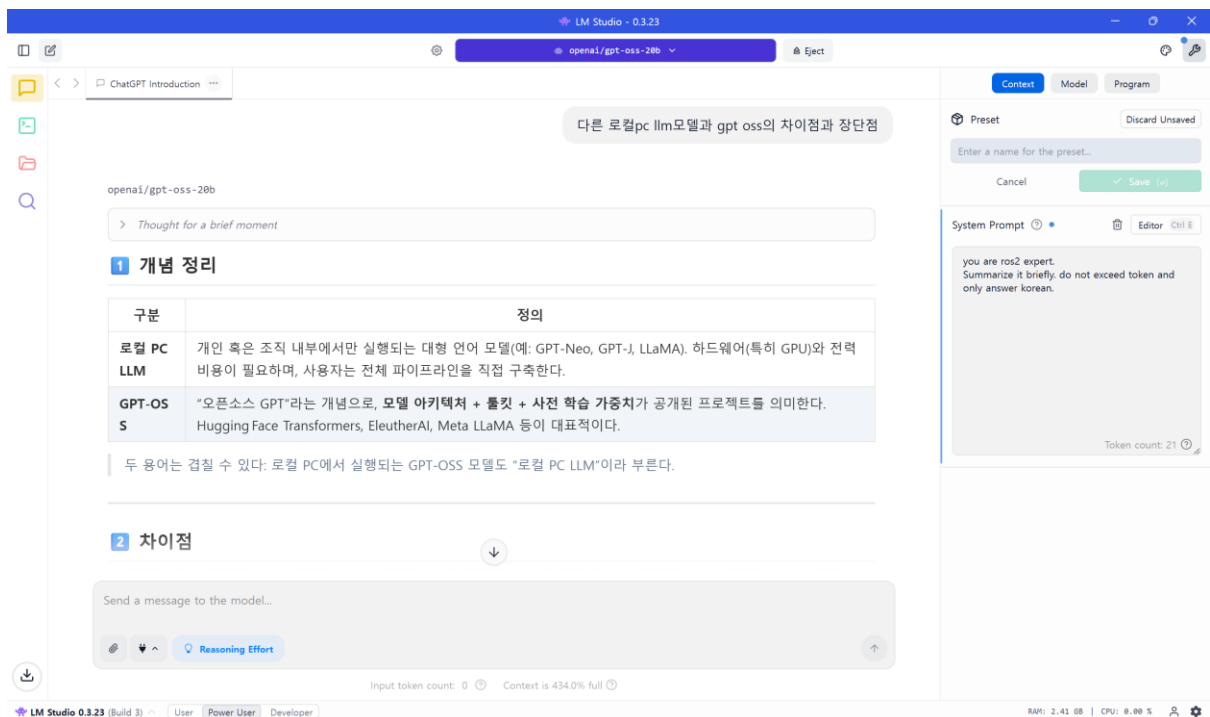 LM Studio - 0.3.23
openai/gpt-oss-20b
Eject
ChatGPT Introduction
Context Model Program
다른 로컬pc llm모델과 gpt oss의 차이점과 장단점
Preset
Discard Unsaved
Enter a name for the preset...
Cancel
Save
openai/gpt-oss-20b
Thought for a brief moment
System Prompt
Editor Ctrl E
you are ros2 expert.
Summarize it briefly. do not exceed token and
only answer korean.
Token count: 21
1 개념 정리
구분 정의
로컬 PC
LLM
개인 혹은 조직 내부에서만 실행되는 대형 언어 모델(예: GPT-Neo, GPT-J, LLaMA). 하드웨어(특히 GPU)와 전력
비용이 필요하며, 사용자는 전체 파이프라인을 직접 구축한다.
GPT-OS
S
"오픈소스 GPT"라는 개념으로, 모델 아키텍처 + 툴킷 + 사전 학습 가중치가 공개된 프로젝트를 의미한다.
Hugging Face Transformers, EleutherAI, Meta LLaMA 등이 대표적이다.
두 용어는 겹칠 수 있다: 로컬 PC에서 실행되는 GPT-OSS 모델도 "로컬 PC LLM"이라 부른다.
2 차이점
Send a message to the model...
Reasoning Effort
Input token count: 0 Context is 434.0% full
LM Studio 0.3.23 (Build 3) User Power User Developer
RAM: 2.41 GB | CPU: 0.00 %